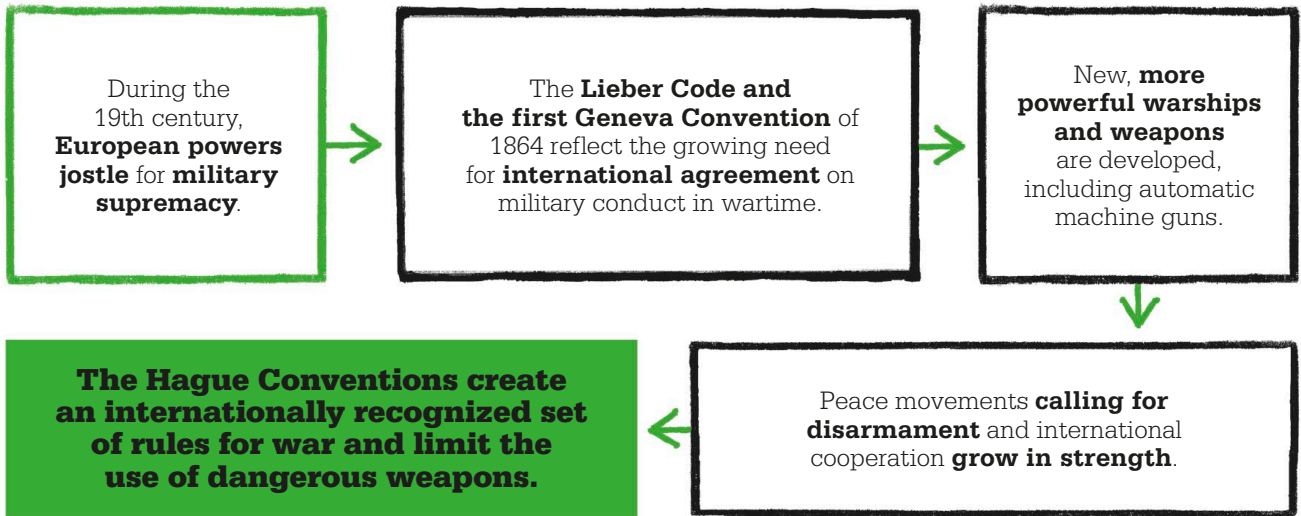 During the
19th century,
European powers
jostle for military
supremacy.
The Lieber Code and
the first Geneva Convention of
1864 reflect the growing need
for international agreement on
military conduct in wartime.
New, more
powerful warships
and weapons
are developed,
including automatic
machine guns.
Peace movements calling for
disarmament and international
cooperation grow in strength.
The Hague Conventions create
an internationally recognized set
of rules for war and limit the
use of dangerous weapons.